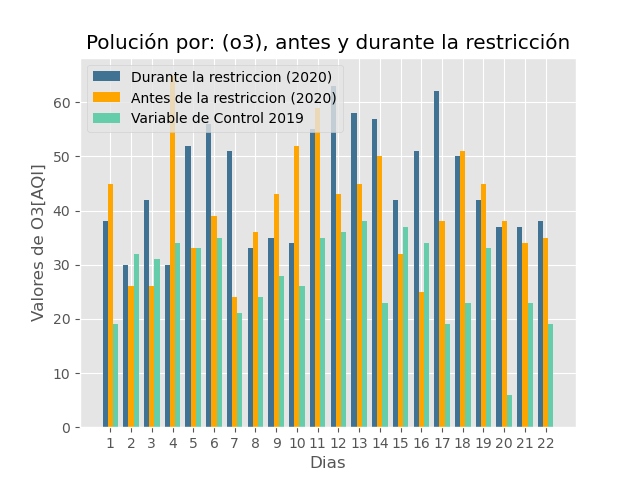 Polución por: (o3), antes y durante la restricción
Durante la restriccion (2020)
Antes de la restriccion (2020)
Variable de Control 2019
Valores de O3[AQI]
60
50
40
30
20
10
0
1 2 3 4 5 6 7 8 9 10 11 12 13 14 15 16 17 18 19 20 21 22
Dias